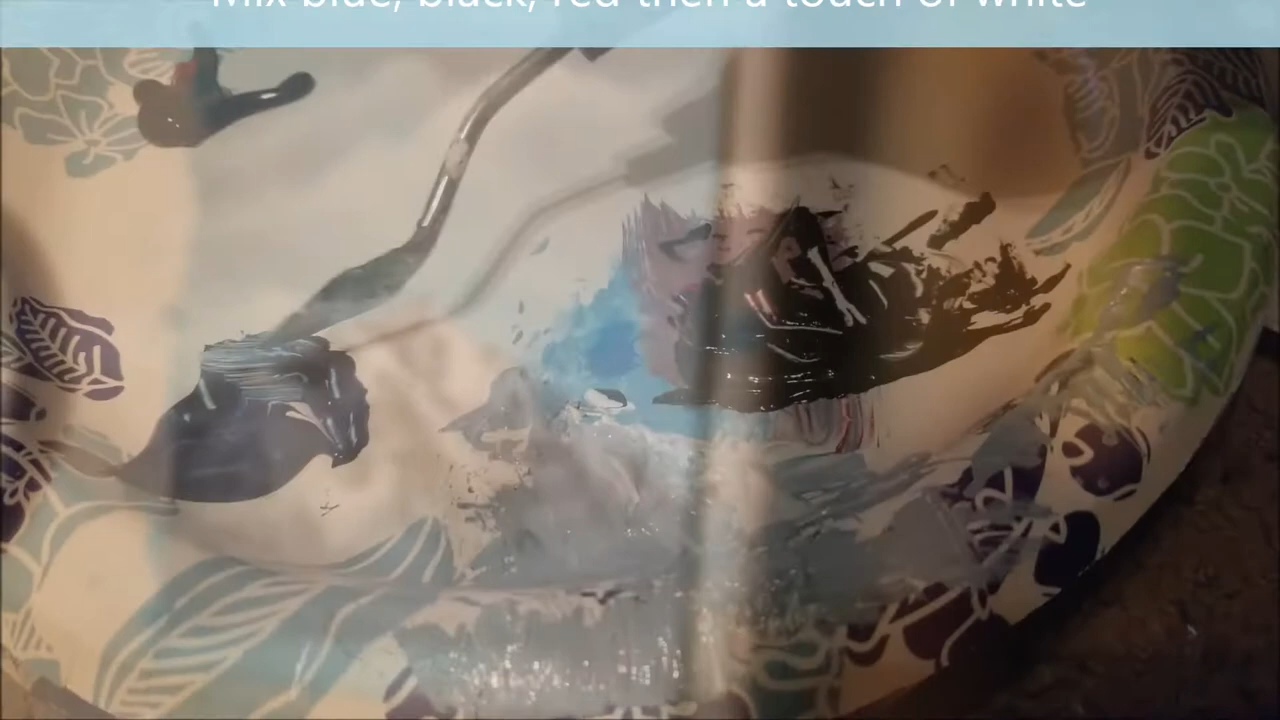 Mix blue, black, red then a touch of white